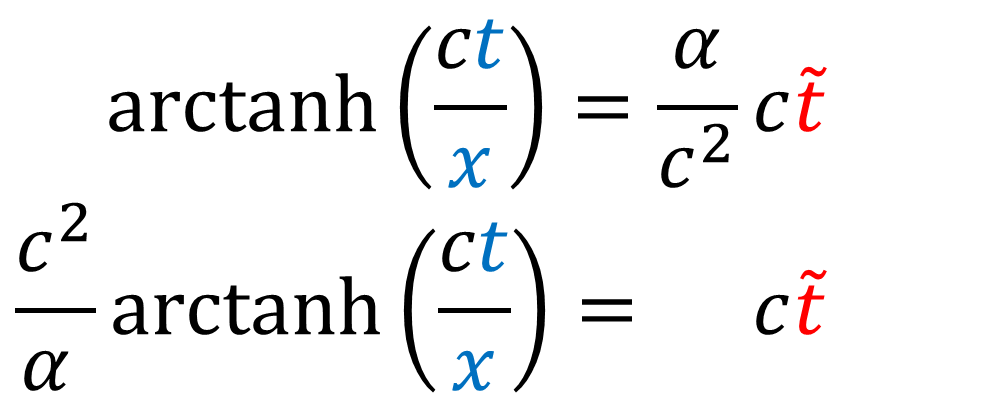 arctanh(ct/x) = α/c² ct̃
c²/α arctanh(ct/x) = ct̃